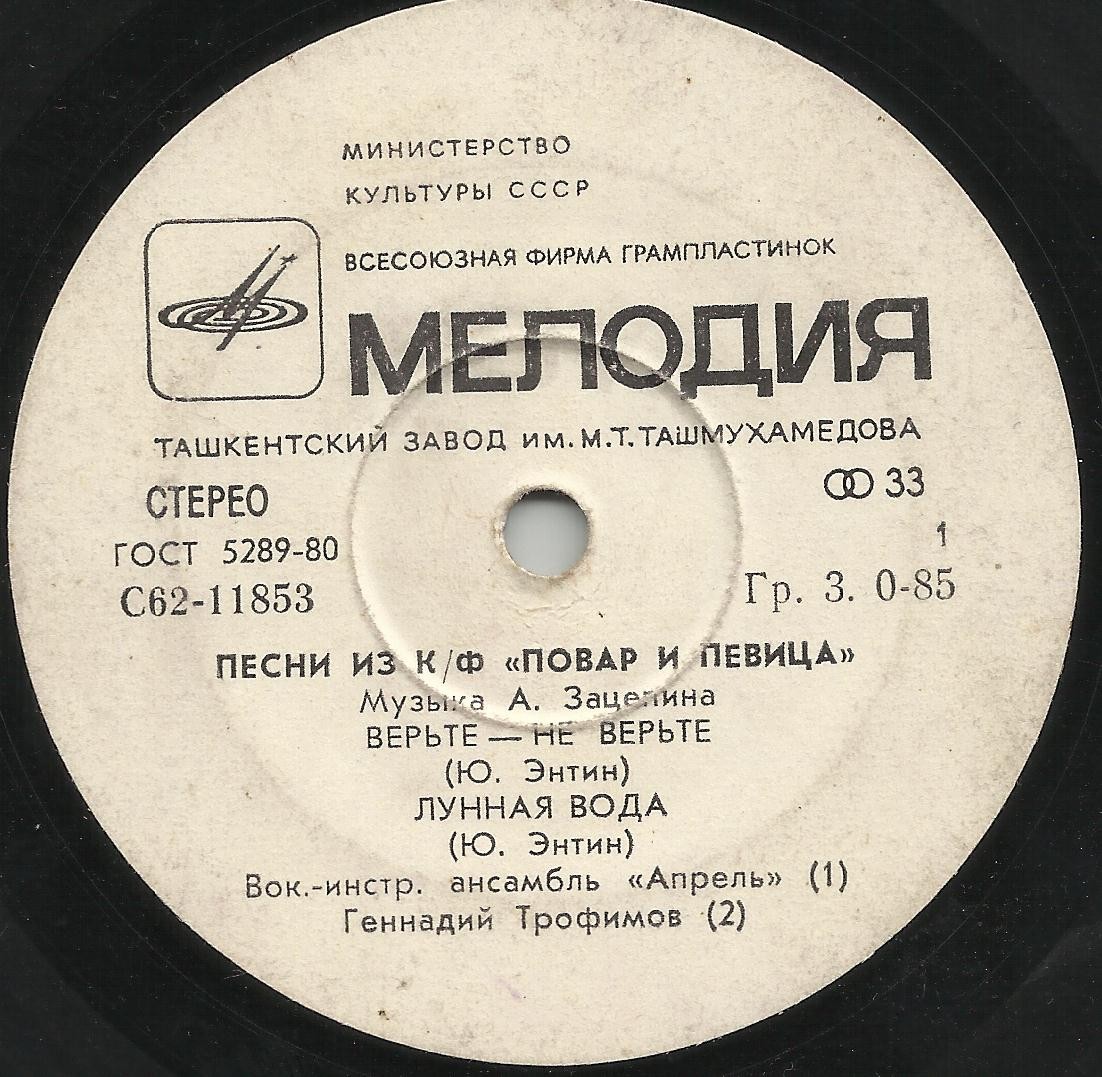 МИНИСТЕРСТВО
КУЛЬТУРЫ СССР
ВСЕСОЮЗНАЯ ФИРМА ГРАМПЛАСТИНОК
МЕЛОДИЯ
ТАШКЕНТСКИЙ ЗАВОД ИМ. М.Т. ТАШМУХАМЕДОВА
СТЕРЕО 33
ГОСТ 5289-80 1
С62-11853 Гр. 3. 0-85
ПЕСНИ ИЗ К/Ф «ПОВАР И ПЕВИЦА»
Музыка А. Зацепина
ВЕРЬТЕ — НЕ ВЕРЬТЕ
(Ю. Энтин)
ЛУННАЯ ВОДА
(Ю. Энтин)
Вок.-инстр. ансамбль «Апрель» (1)
Геннадий Трофимов (2)